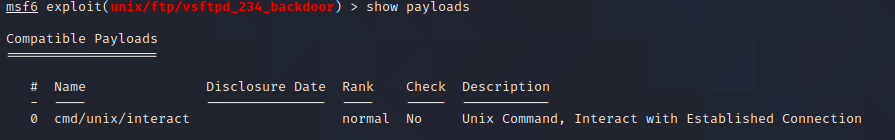 msf6 exploit(unix/ftp/vsftpd_234_backdoor) > show payloads
Compatible Payloads
===================
# Name Disclosure Date Rank Check Description
- ---- --------------- ---- ----- -----------
0 cmd/unix/interact normal No Unix Command, Interact with Established Connection